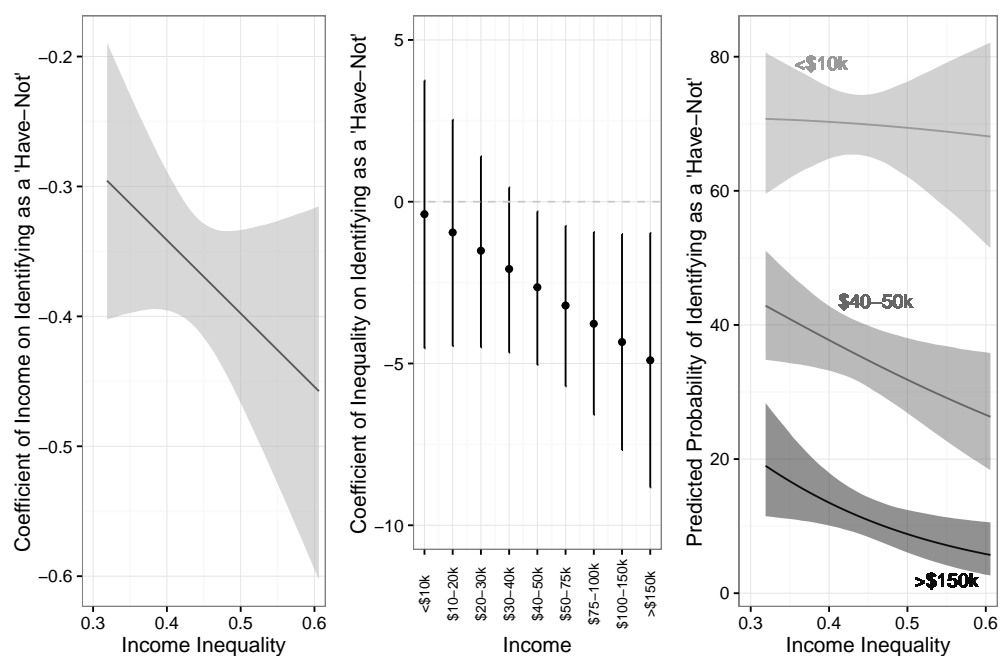 Coefficient of Income on Identifying as a 'Have−Not'
−0.2
−0.3
−0.4
−0.5
−0.6
0.3
0.4
0.5
0.6
Income Inequality
Coefficient of Inequality on Identifying as a 'Have−Not'
5
0
−5
−10
<$10k
$10−20k
$20−30k
$30−40k
$40−50k
$50−75k
$75−100k
$100−150k
>$150k
Income
Predicted Probability of Identifying as a 'Have−Not'
80
60
40
20
0
<$10k
$40−50k
>$150k
0.3
0.4
0.5
0.6
Income Inequality